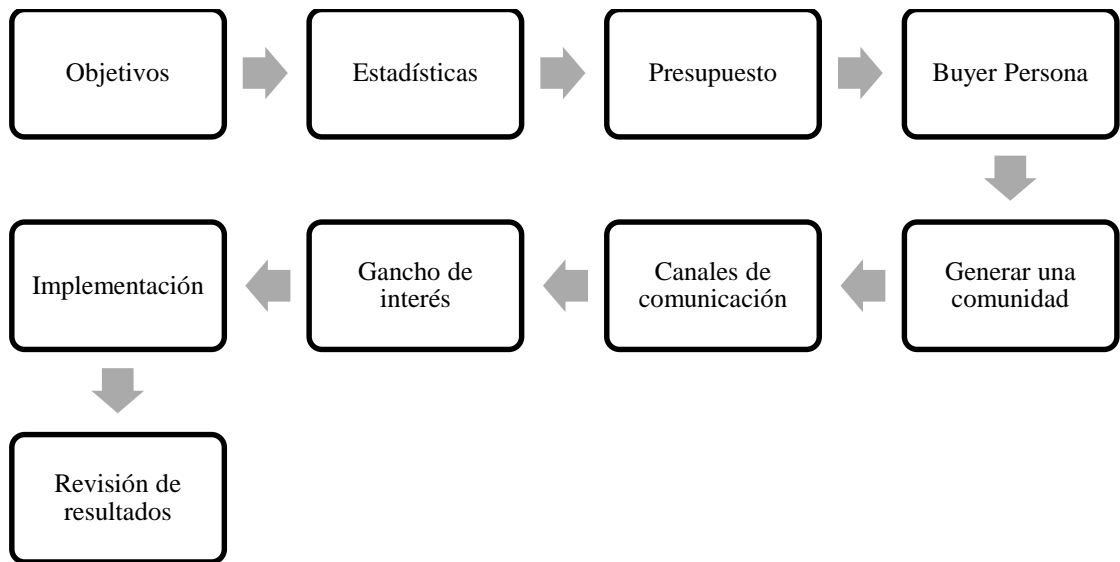 Objetivos
Estadísticas
Presupuesto
Buyer Persona
Generar una
comunidad
Canales de
comunicación
Gancho de
interés
Implementación
Revisión de
resultados